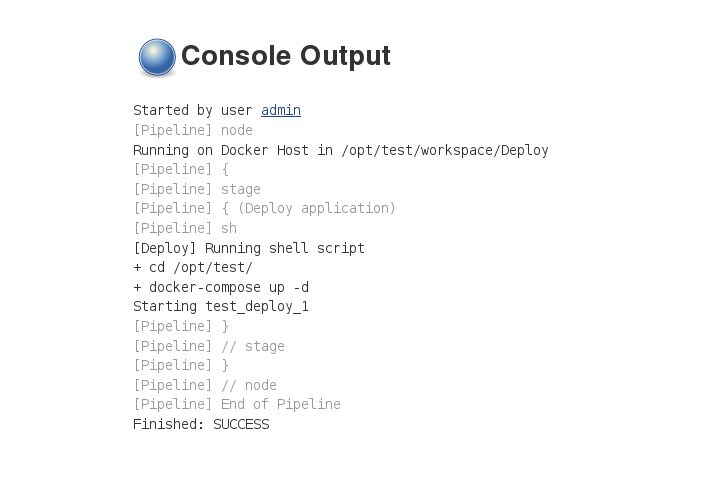 Console Output
Started by user admin
[Pipeline] node
Running on Docker Host in /opt/test/workspace/Deploy
[Pipeline] {
[Pipeline] stage
[Pipeline] { (Deploy application)
[Pipeline] sh
[Deploy] Running shell script
+ cd /opt/test/
+ docker-compose up -d
Starting test_deploy_1
[Pipeline] }
[Pipeline] // stage
[Pipeline] }
[Pipeline] // node
[Pipeline] End of Pipeline
Finished: SUCCESS